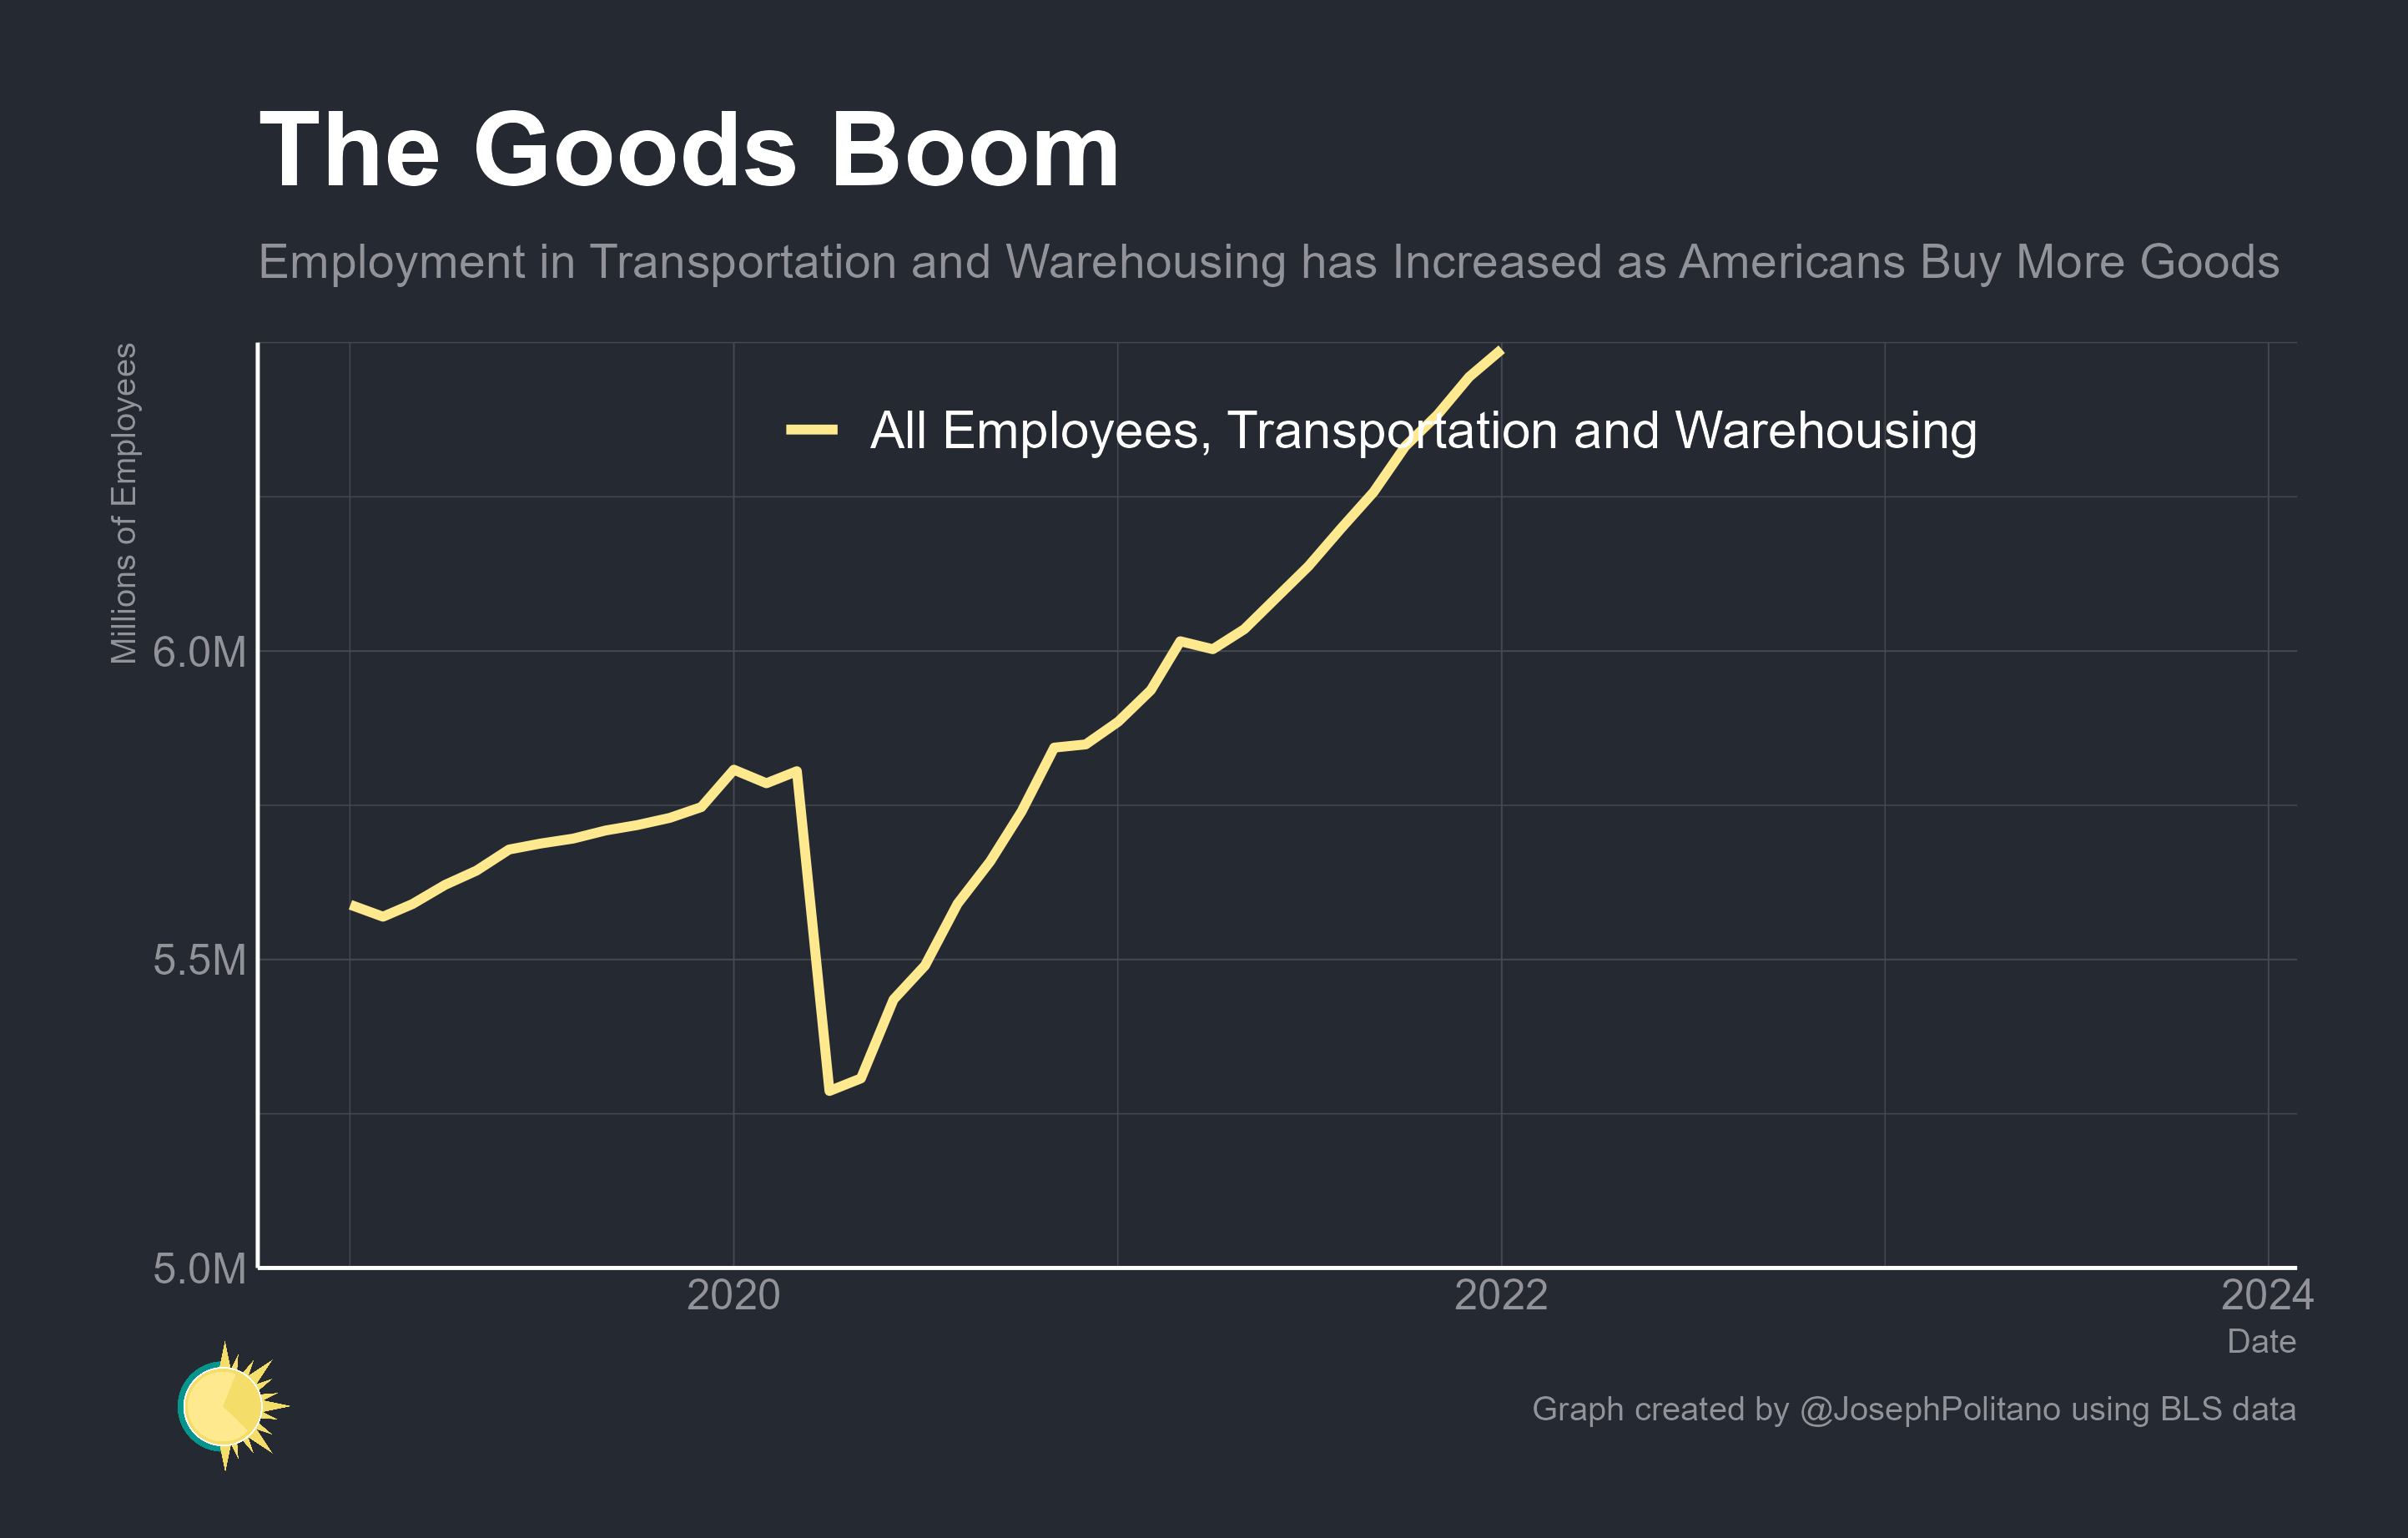 The Goods Boom
Employment in Transportation and Warehousing has Increased as Americans Buy More Goods
Millions of Employees
All Employees, Transportation and Warehousing
6.0M
5.5M
5.0M
2020
2022
2024
Date
Graph created by @JosephPolitano using BLS data